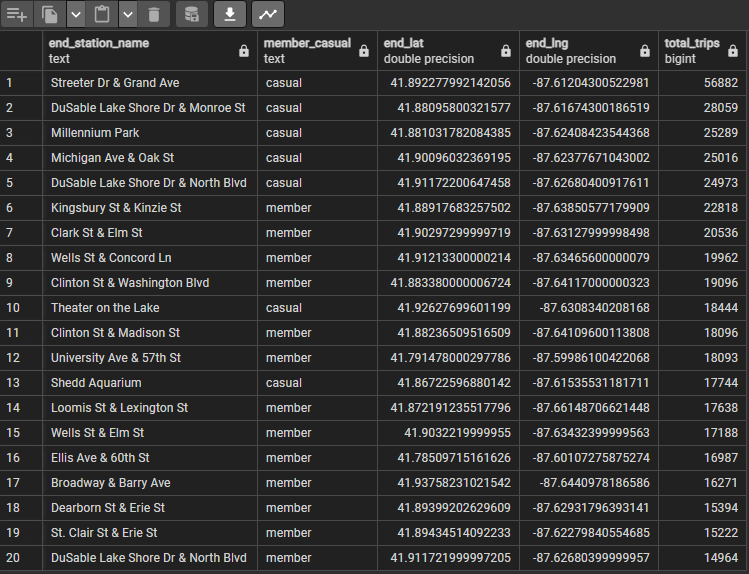 end_station_name member_casual end_lat end_lng total_trips
text text double precision double precision bigint
1 Streeter Dr & Grand Ave casual 41.892277992142056 -87.61204300522981 56882
2 DuSable Lake Shore Dr & Monroe St casual 41.88095800321577 -87.61674300186519 28059
3 Millennium Park casual 41.881031782084385 -87.62408423544368 25289
4 Michigan Ave & Oak St casual 41.90096032369195 -87.62377671043002 25016
5 DuSable Lake Shore Dr & North Blvd casual 41.91172200647458 -87.62680400917611 24973
6 Kingsbury St & Kinzie St member 41.88917683257502 -87.63850577179909 22818
7 Clark St & Elm St member 41.90297299999719 -87.63127999998498 20536
8 Wells St & Concord Ln member 41.91213300000214 -87.63465600000079 19962
9 Clinton St & Washington Blvd member 41.883380000006724 -87.64117000000323 19096
10 Theater on the Lake casual 41.92627699601199 -87.6308340208168 18444
11 Clinton St & Madison St member 41.88236509516509 -87.64109600113808 18096
12 University Ave & 57th St member 41.791478000297786 -87.59986100422068 18093
13 Shedd Aquarium casual 41.86722596880142 -87.61535531181711 17744
14 Loomis St & Lexington St member 41.872191235517796 -87.66148706621448 17638
15 Wells St & Elm St member 41.9032219999955 -87.63432399999563 17188
16 Ellis Ave & 60th St member 41.78509715161626 -87.60107275875274 16987
17 Broadway & Barry Ave member 41.93758231021542 -87.6440978186586 16271
18 Dearborn St & Erie St member 41.89399202629609 -87.62931796393141 15394
19 St. Clair St & Erie St member 41.89434514092233 -87.62279840554685 15222
20 DuSable Lake Shore Dr & North Blvd member 41.911721999997205 -87.62680399999957 14964